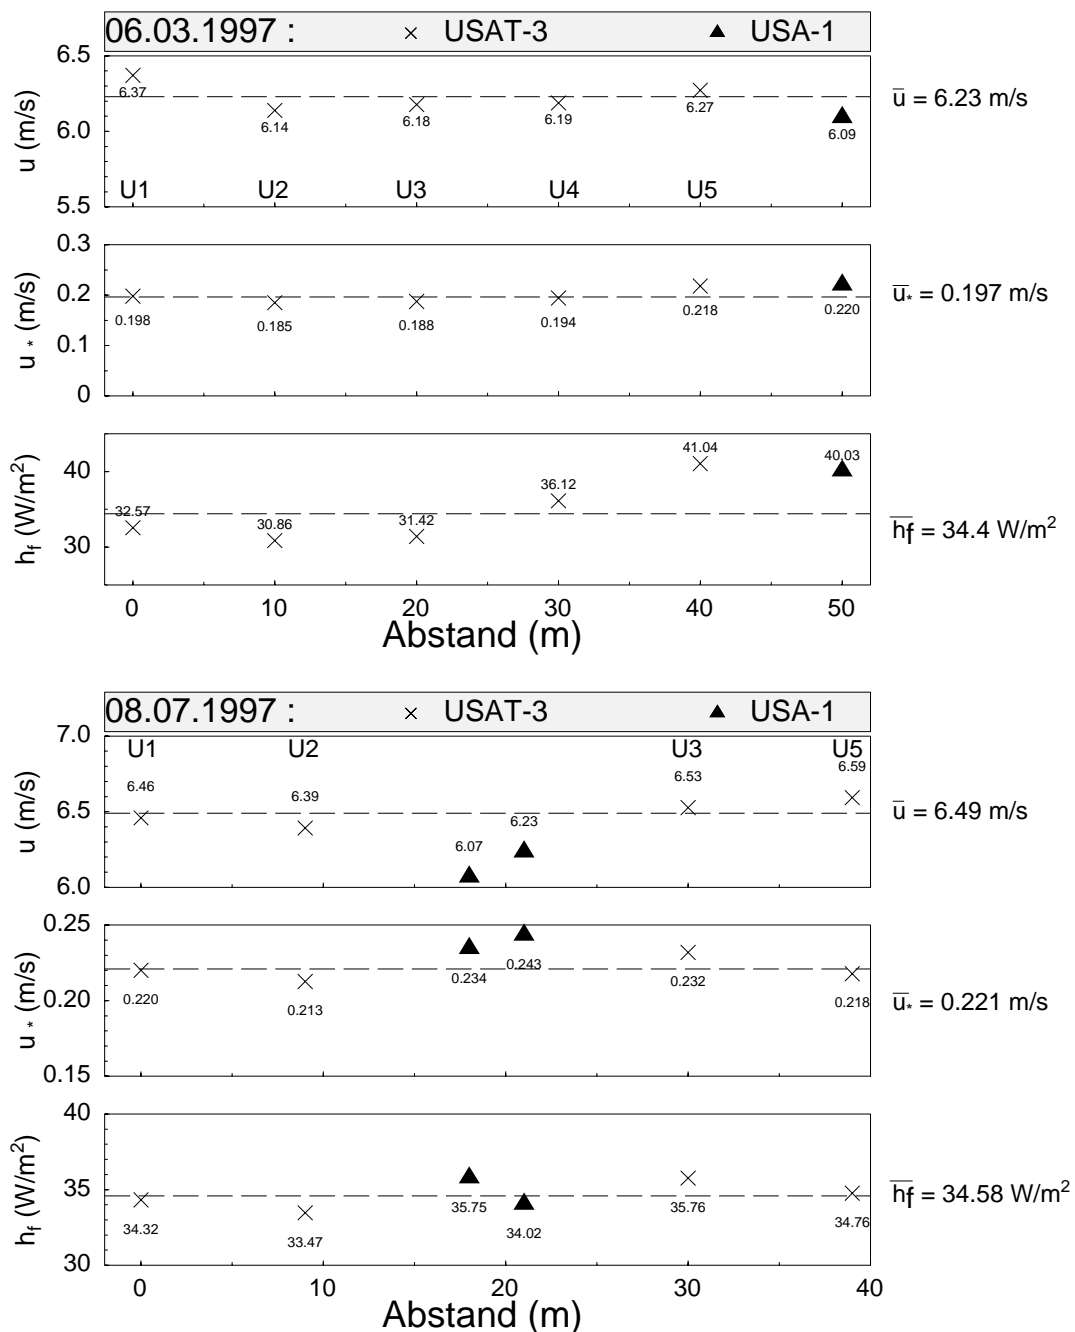 06.03.1997 : × USAT-3 ▲ USA-1
6.5
6.0
5.5
u (m/s)
6.37 6.14 6.18 6.19 6.27 6.09
U1 U2 U3 U4 U5
u̅ = 6.23 m/s
0.3
0.2
0.1
0
u * (m/s)
0.198 0.185 0.188 0.194 0.218 0.220
u̅* = 0.197 m/s
40
30
hf (W/m²)
32.57 30.86 31.42 36.12 41.04 40.03
h̅f̅ = 34.4 W/m²
0 10 20 30 40 50
Abstand (m)
08.07.1997 : × USAT-3 ▲ USA-1
7.0
6.5
6.0
u (m/s)
U1 U2 U3 U5
6.46 6.39 6.07 6.23 6.53 6.59
u̅ = 6.49 m/s
0.25
0.20
0.15
u * (m/s)
0.220 0.213 0.234 0.243 0.232 0.218
u̅* = 0.221 m/s
40
35
30
hf (W/m²)
34.32 33.47 35.75 34.02 35.76 34.76
h̅f̅ = 34.58 W/m²
0 10 20 30 40
Abstand (m)